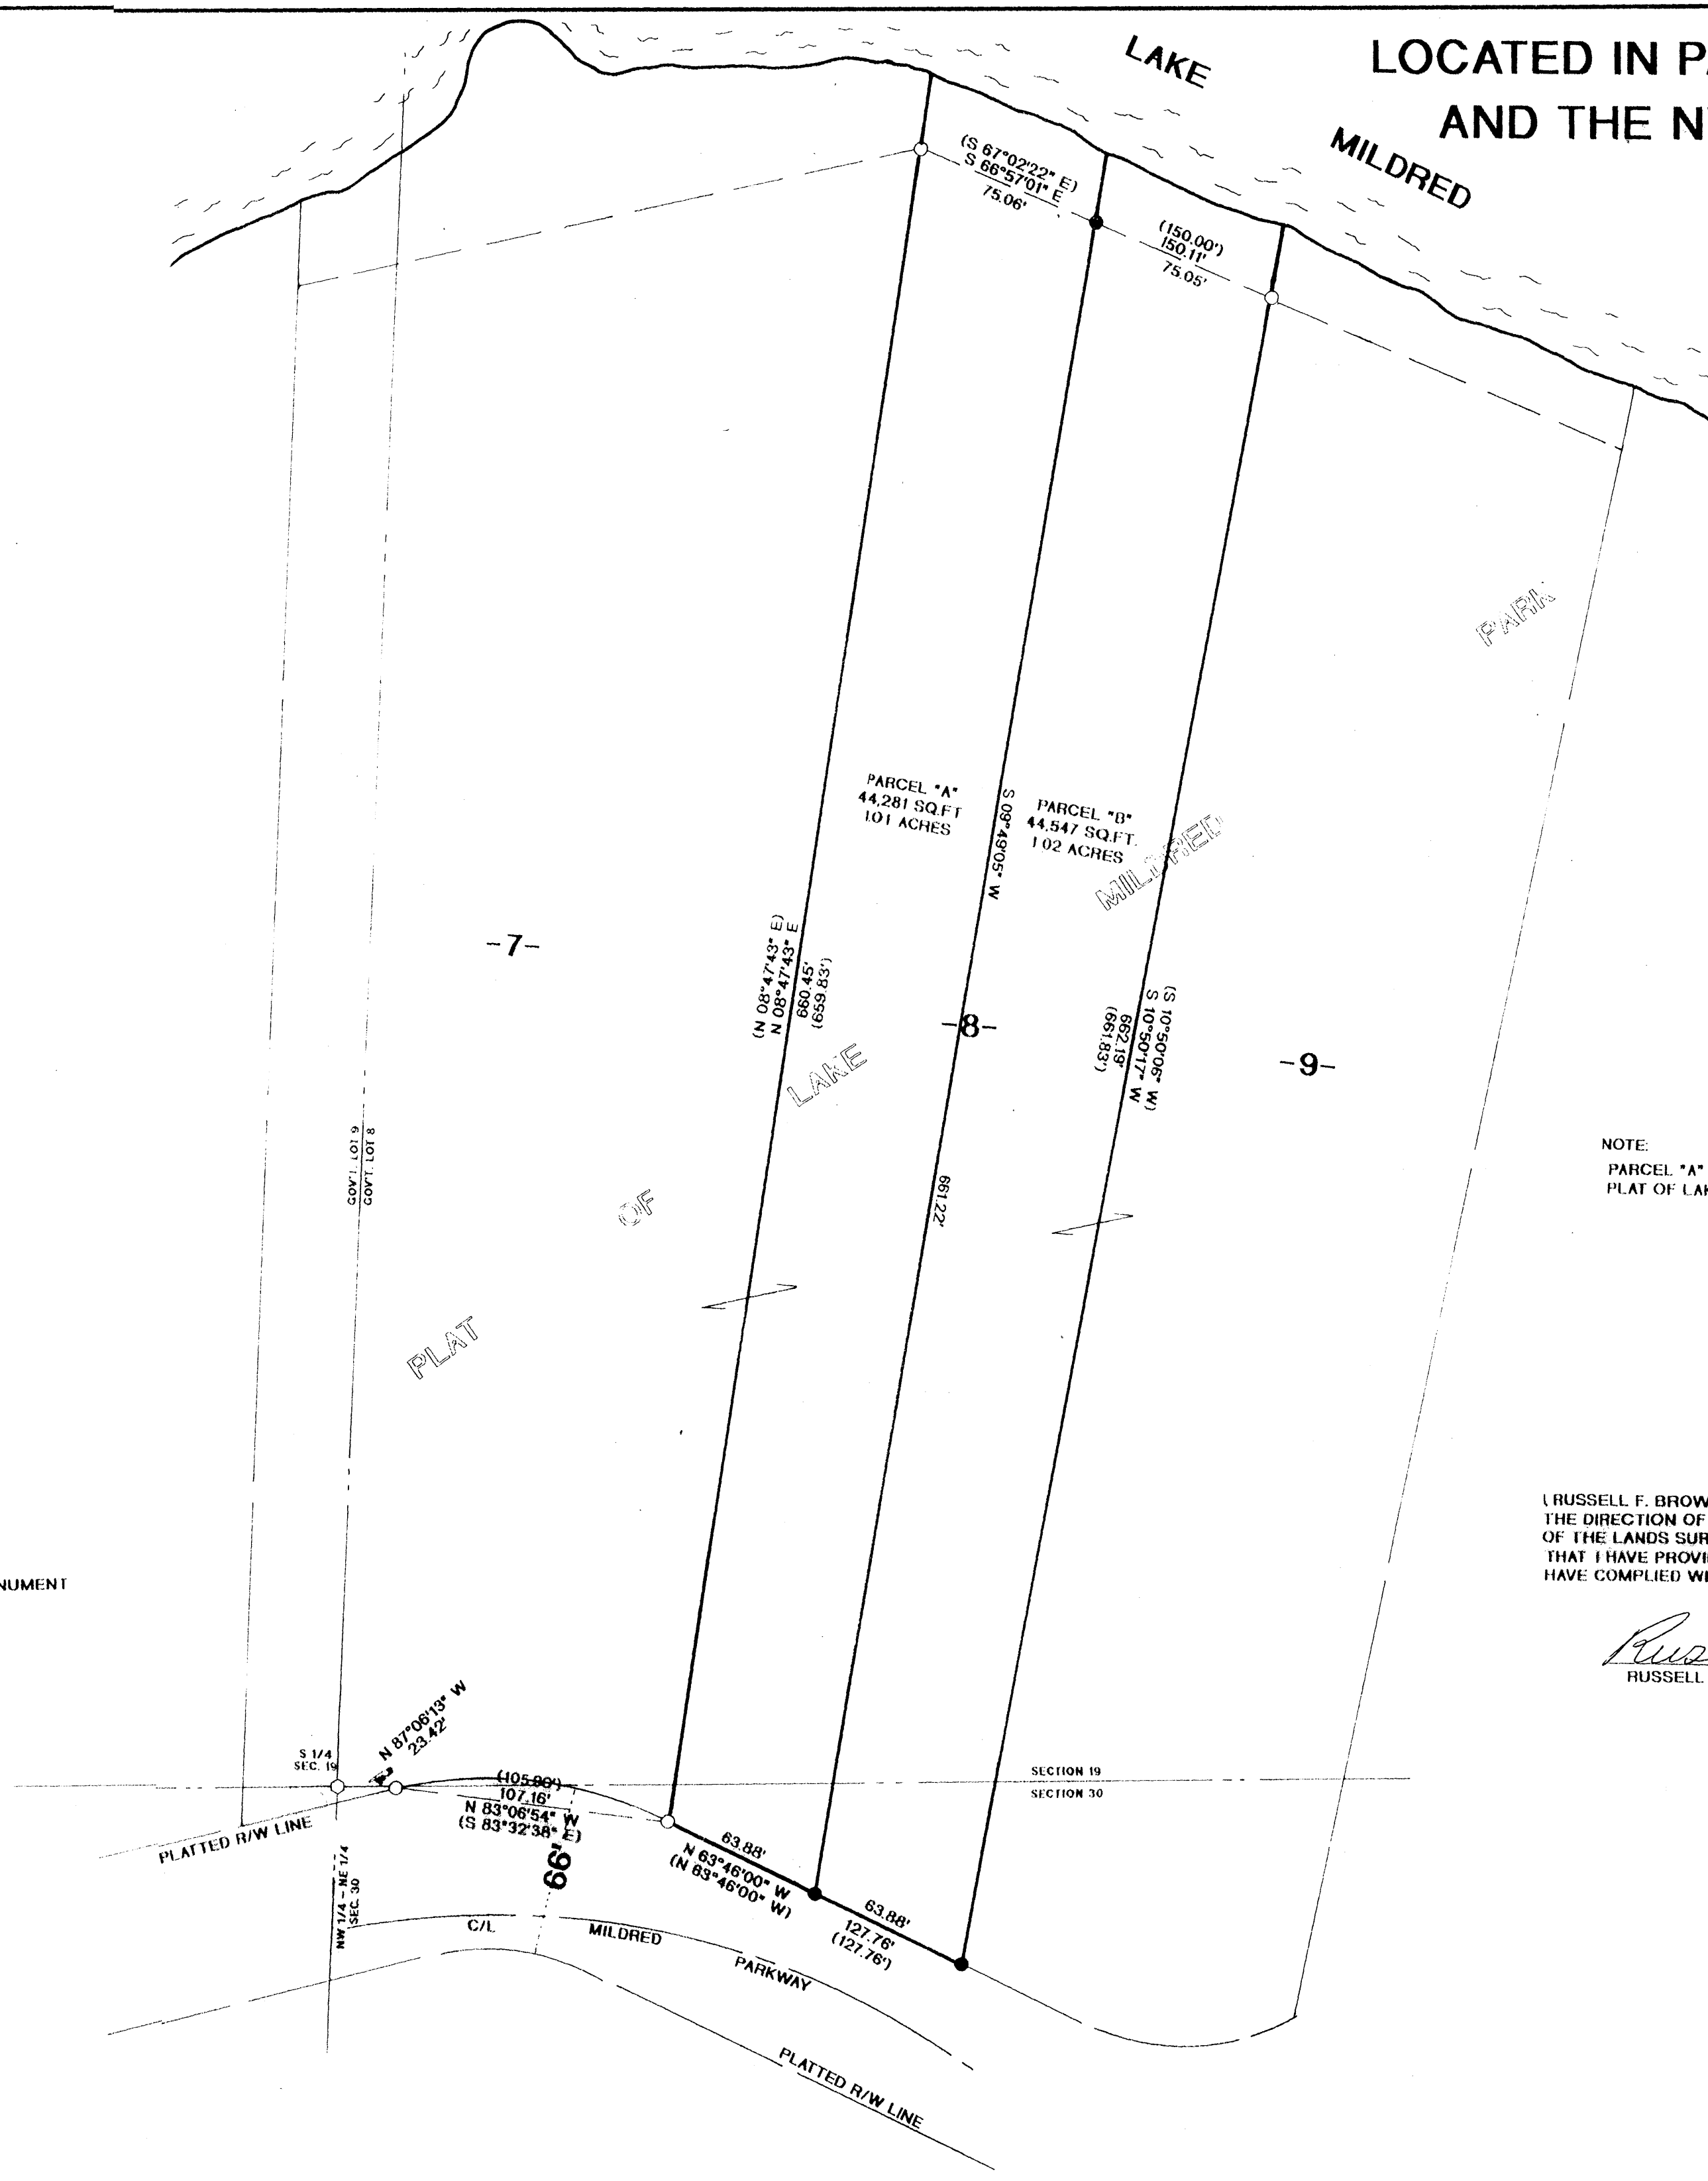 LOCATED IN PA
AND THE N
LAKE
MILDRED
(S 67°02'22" E)
S 66°57'01" E
75.06'
(150.00')
150.11'
75.05'
PARK
PARCEL "A"
44,281 SQ.FT
1.01 ACRES
S 09°49'05" W
PARCEL "B"
44,547 SQ.FT.
1 02 ACRES
MILDRED
-7-
(N 08°47'43" E)
N 08°47'43" E
660.45'
(659.83')
-8-
(S 10°50'06" W)
S 10°50'17" W
662.19'
(661.83')
-9-
LAKE
GOV'T. LOT 9
GOV'T. LOT 8
NOTE:
PARCEL "A"
PLAT OF LAK
OF
661.22'
PLAT
( RUSSELL F. BROW
THE DIRECTION OF
OF THE LANDS SUR
THAT I HAVE PROVI
HAVE COMPLIED WI
NUMENT
Rus
RUSSELL
N 87°06'13" W
23.42'
S 1/4
SEC. 19
SECTION 19
SECTION 30
(105.90')
107.16'
N 83°06'54" W
(S 83°32'38" E)
PLATTED R/W LINE
66'
63.88'
N 63°46'00" W
(N 63°46'00" W)
NW 1/4 - NE 1/4
SEC. 30
63.88'
127.76'
(127.76')
C/L
MILDRED
PARKWAY
PLATTED R/W LINE